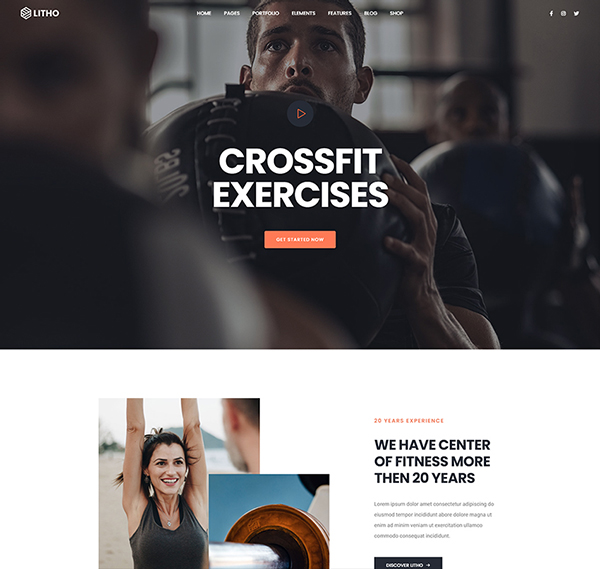 LITHO
HOME PAGES PORTFOLIO ELEMENTS FEATURES BLOG SHOP
CROSSFIT
EXERCISES
GET STARTED NOW
20 YEARS EXPERIENCE
WE HAVE CENTER
OF FITNESS MORE
THEN 20 YEARS
Lorem ipsum dolor amet consectetur adipiscing do
eiusmod tempor incididunt abore dolore magna ut
enim ad minim veniam ut exercitation ullamco
commodo consequat incididunt.
DISCOVER LITHO